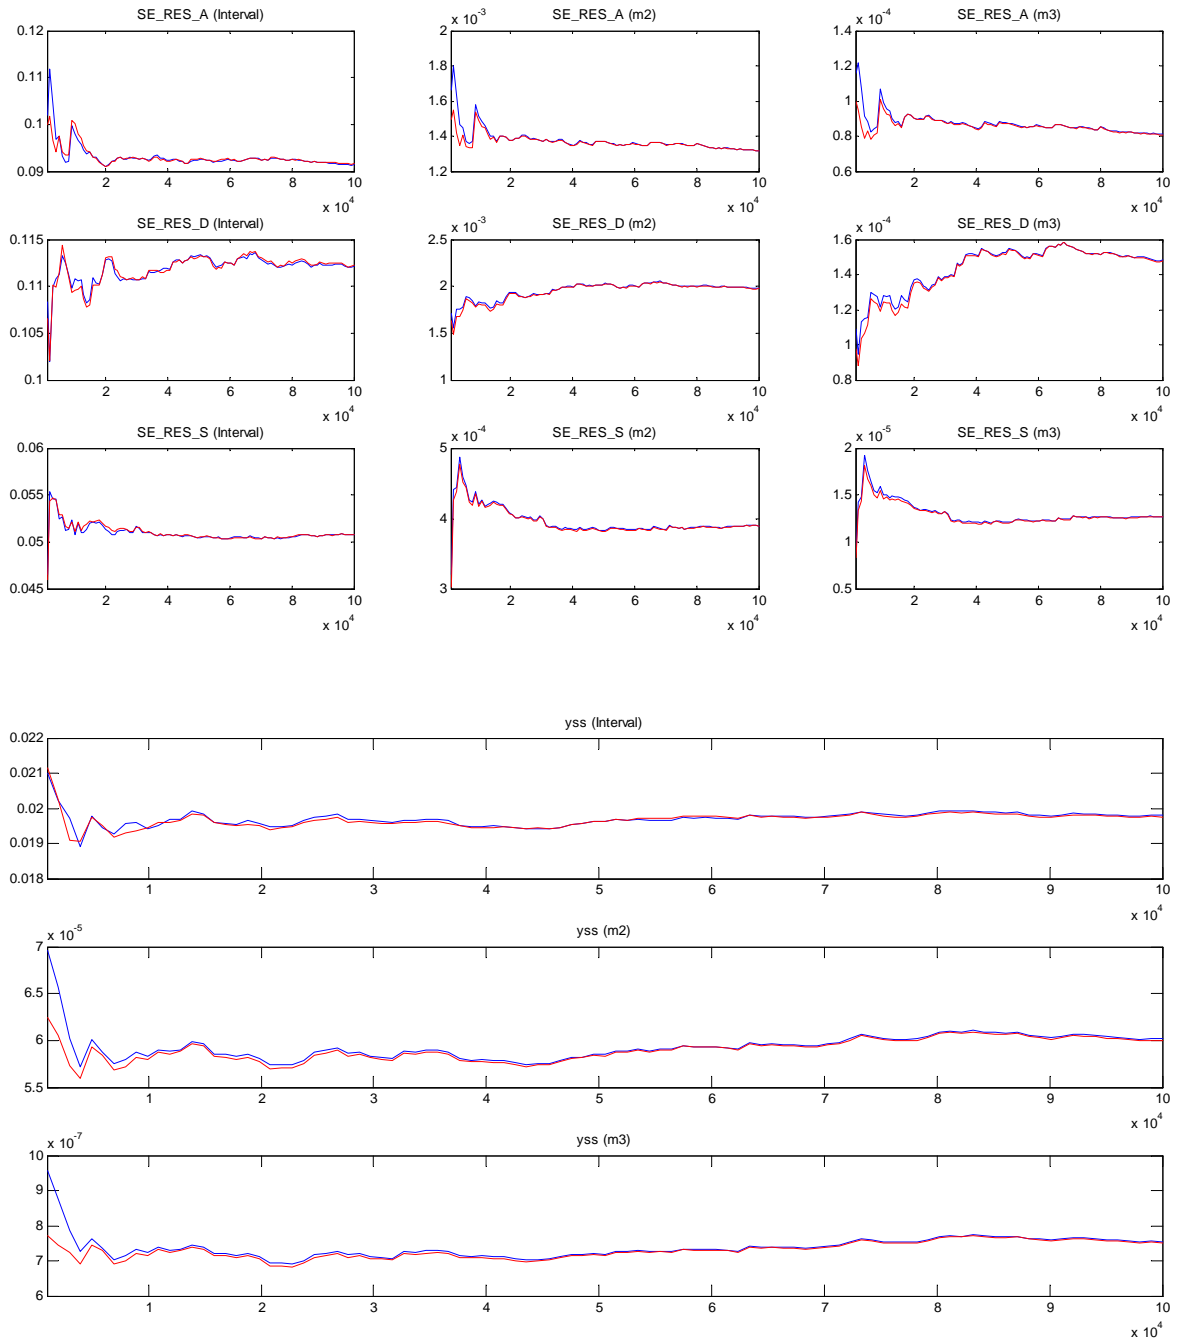 SE_RES_A (Interval)
0.12
0.11
0.1
0.09
2 4 6 8 10
x 10^4
SE_RES_A (m2)
x 10^-3
2
1.8
1.6
1.4
1.2
2 4 6 8 10
x 10^4
SE_RES_A (m3)
x 10^-4
1.4
1.2
1
0.8
0.6
2 4 6 8 10
x 10^4
SE_RES_D (Interval)
0.115
0.11
0.105
0.1
2 4 6 8 10
x 10^4
SE_RES_D (m2)
x 10^-3
2.5
2
1.5
1
2 4 6 8 10
x 10^4
SE_RES_D (m3)
x 10^-4
1.6
1.4
1.2
1
0.8
2 4 6 8 10
x 10^4
SE_RES_S (Interval)
0.06
0.055
0.05
0.045
2 4 6 8 10
x 10^4
SE_RES_S (m2)
x 10^-4
5
4
3
2 4 6 8 10
x 10^4
SE_RES_S (m3)
x 10^-5
2
1.5
1
0.5
2 4 6 8 10
x 10^4
yss (Interval)
0.022
0.021
0.02
0.019
0.018
1 2 3 4 5 6 7 8 9 10
x 10^4
yss (m2)
x 10^-5
7
6.5
6
5.5
1 2 3 4 5 6 7 8 9 10
x 10^4
yss (m3)
x 10^-7
10
9
8
7
6
1 2 3 4 5 6 7 8 9 10
x 10^4